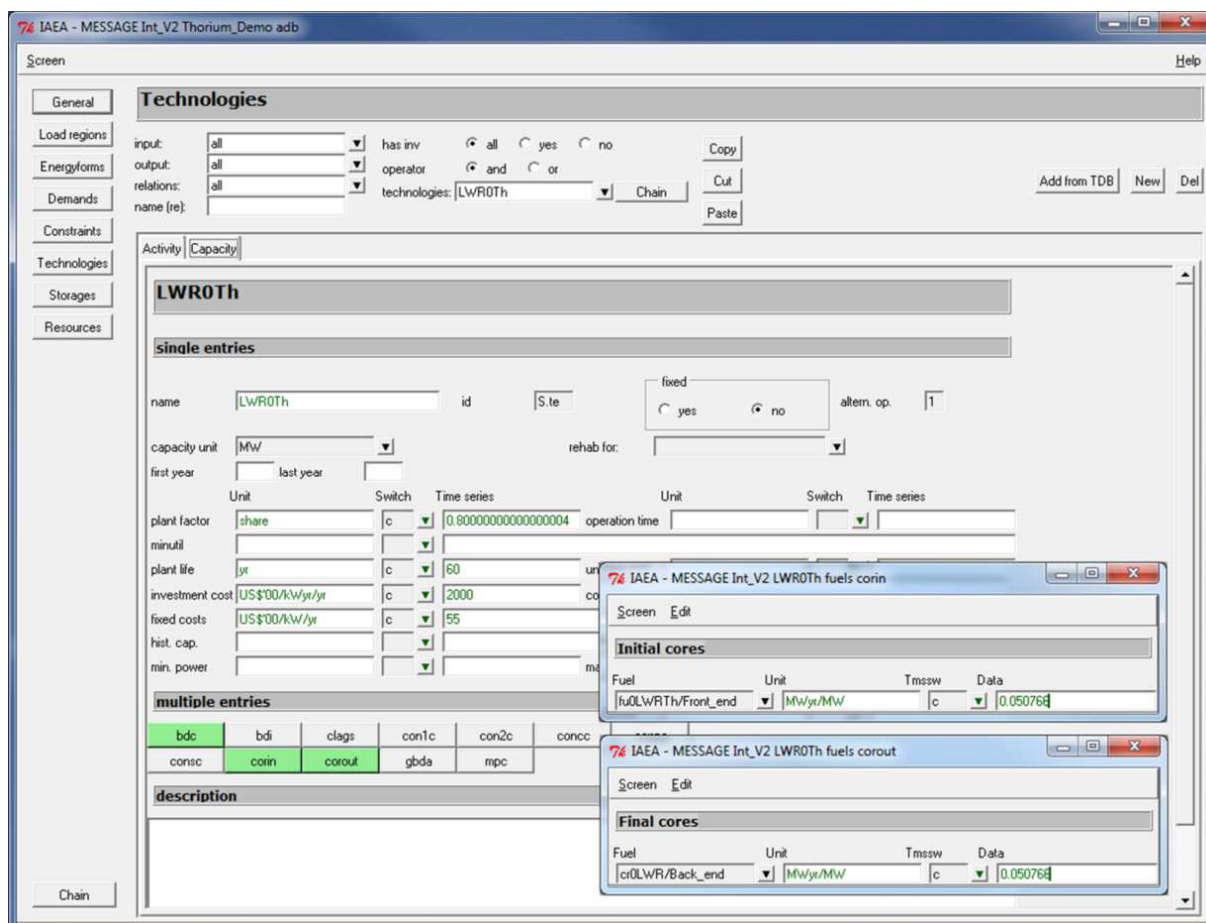 IAEA - MESSAGE Int_V2 Thorium_Demo adb
Screen Help
General
Load regions
Energyforms
Demands
Constraints
Technologies
Storages
Resources
Chain
Technologies
input: all has inv all yes no Copy
output: all operator and or Cut Add from TDB New Del
relations: all technologies: LWR0Th Chain
name (re): Paste
Activity Capacity
LWR0Th
single entries
fixed
name LWR0Th id S.te yes no altern. op. 1
capacity unit MW rehab for:
first year last year
Unit Switch Time series Unit Switch Time series
plant factor share c 0.80000000000000004 operation time
minutil
plant life yr c 60
investment cost US$'00/kWyr/yr c 2000
fixed costs US$'00/kW/yr c 55
hist. cap.
min. power
multiple entries
bdc bdi clags con1c con2c concc
consc corin corout gbda mpc
description
IAEA - MESSAGE Int_V2 LWR0Th fuels corin
Screen Edit
Initial cores
Fuel Unit Tmssw Data
fu0LWRTh/Front_end MWyr/MW c 0.050766
IAEA - MESSAGE Int_V2 LWR0Th fuels corout
Screen Edit
Final cores
Fuel Unit Tmssw Data
cr0LWR/Back_end MWyr/MW c 0.050766